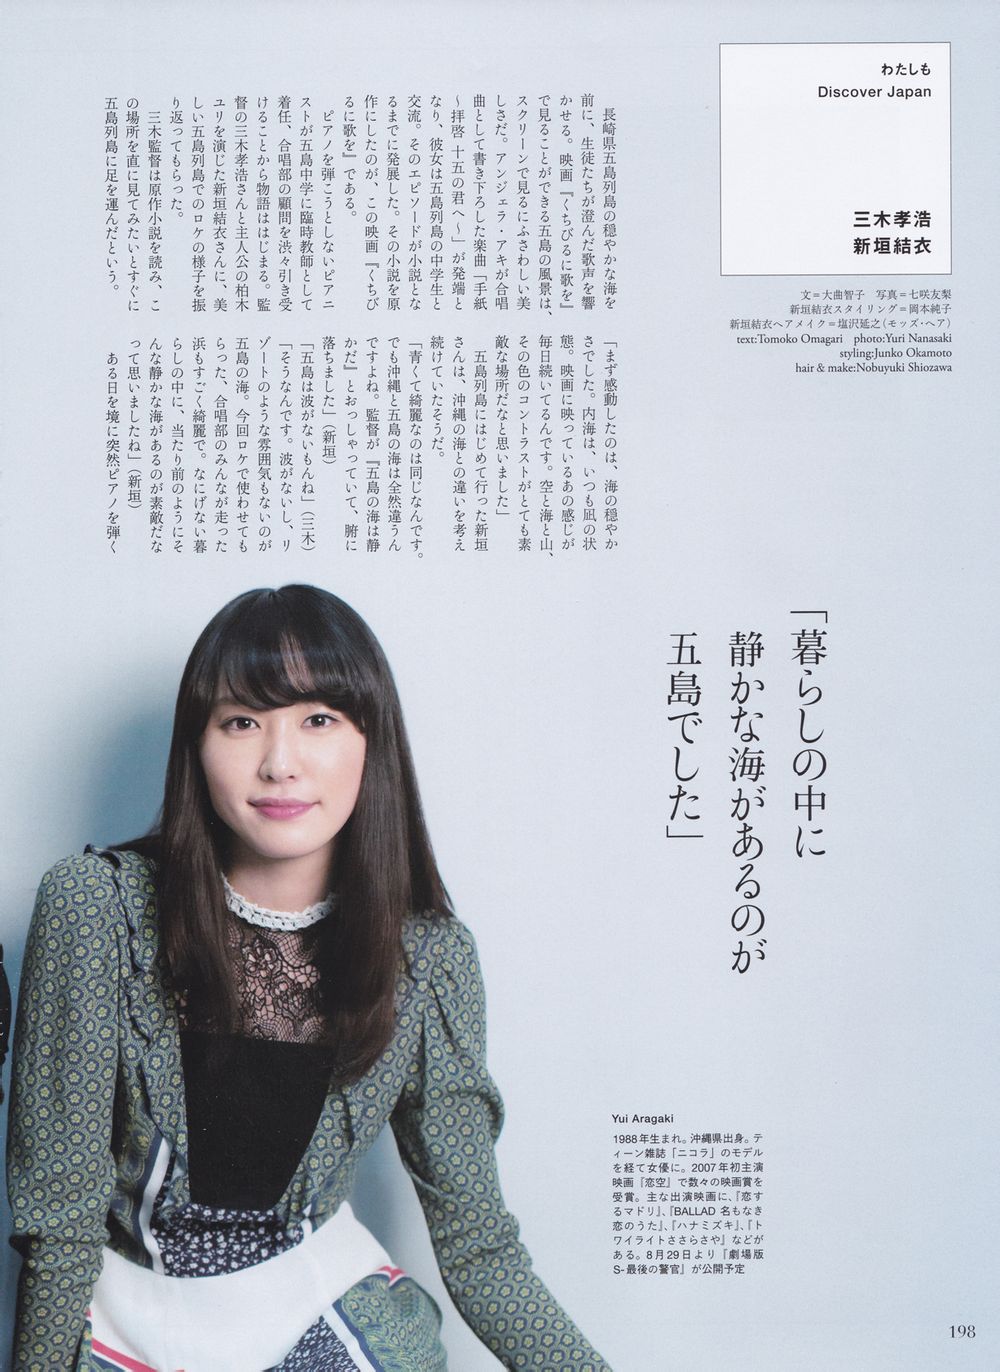 わたしも
Discover Japan
三木孝浩
新垣結衣
文=大曲智子　写真=七咲友梨
新垣結衣スタイリング=岡本純子
新垣結衣ヘアメイク=塩沢延之(モッズ・ヘア)
text:Tomoko Omagari　photo:Yuri Nanasaki
styling:Junko Okamoto
hair & make:Nobuyuki Shiozawa
長崎県五島列島の穏やかな海を
前に、生徒たちが澄んだ歌声を響
かせる。映画『くちびるに歌を』
で見ることができる五島の風景は、
スクリーンで見るにふさわしい美
しさだ。アンジェラ・アキが合唱
曲として書き下ろした楽曲「手紙
～拝啓 十五の君へ～」が発端と
なり、彼女は五島列島の中学生と
交流。そのエピソードが小説とな
るまでに発展した。その小説を原
作にしたのが、この映画『くちび
るに歌を』である。
ピアノを弾こうとしないピアニ
ストが五島中学に臨時教師として
着任、合唱部の顧問を渋々引き受
けることから物語ははじまる。監
督の三木孝浩さんと主人公の柏木
ユリを演じた新垣結衣さんに、美
しい五島列島でのロケの様子を振
り返ってもらった。
三木監督は原作小説を読み、こ
の場所を直に見てみたいとすぐに
五島列島に足を運んだという。
「まず感動したのは、海の穏やか
さでした。内海は、いつも凪の状
態。映画に映っているあの感じが
毎日続いてるんです。空と海と山、
その色のコントラストがとても素
敵な場所だなと思いました」
五島列島にはじめて行った新垣
さんは、沖縄の海との違いを考え
続けていたそうだ。
「青くて綺麗なのは同じなんです。
でも沖縄と五島の海は全然違うん
ですよね。監督が『五島の海は静
かだ』とおっしゃっていて、腑に
落ちました」(新垣)
「五島は波がないもんね」(三木)
「そうなんです。波がないし、リ
ゾートのような雰囲気もないのが
五島の海。今回ロケで使わせても
らった、合唱部のみんなが走った
浜もすごく綺麗で。なにげない暮
らしの中に、当たり前のようにそ
んな静かな海があるのが素敵だな
って思いましたね」(新垣)
ある日を境に突然ピアノを弾く
「暮らしの中に
静かな海があるのが
五島でした」
Yui Aragaki
1988年生まれ。沖縄県出身。テ
ィーン雑誌「ニコラ」のモデル
を経て女優に。2007年初主演
映画『恋空』で数々の映画賞を
受賞。主な出演映画に、『恋す
るマドリ』、『BALLAD 名もなき
恋のうた』、『ハナミズキ』、『ト
ワイライトささらさや』などが
ある。8月29日より『劇場版
S-最後の警官』が公開予定
198